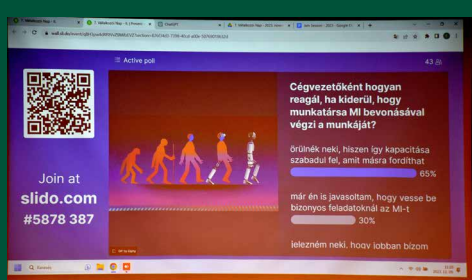 ChatGPT
Active poll
43
Join at
slido.com
#5878 387
Cégvezetőként hogyan
reagál, ha kiderül, hogy
munkatársa MI bevonásával
végzi a munkáját?
örülnék neki, hiszen így kapacitása
szabadul fel, amit másra fordíthat
65%
már én is javasoltam, hogy vesse be
bizonyos feladatoknál az MI-t
30%
jelezném neki, hogy jobban bízom
Keresés